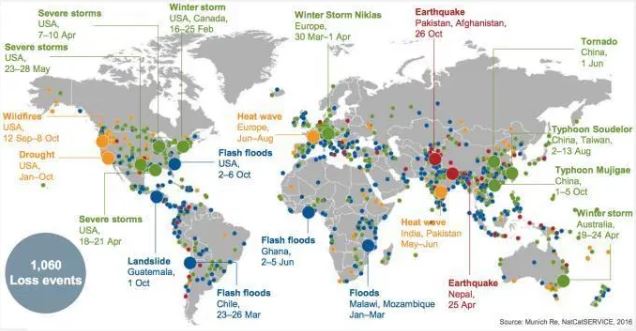 Severe storms
USA,
7–10 Apr
Winter storm
USA, Canada,
16–25 Feb
Winter Storm Niklas
Europe,
30 Mar–1 Apr
Earthquake
Pakistan, Afghanistan,
26 Oct
Tornado
China,
1 Jun
Severe storms
USA,
23–28 May
Wildfires
USA,
12 Sep–8 Oct
Drought
USA,
Jan–Oct
Heat wave
Europe,
Jun–Aug
Flash floods
USA,
2–6 Oct
Typhoon Soudelor
China, Taiwan,
2–13 Aug
Typhoon Mujigae
China,
1–5 Oct
Severe storms
USA,
18–21 Apr
Landslide
Guatemala,
1 Oct
Flash floods
Chile,
23–26 Mar
Flash floods
Ghana,
2–5 Jun
Floods
Malawi, Mozambique
Jan–Mar
Heat wave
India, Pakistan
May–Jun
Earthquake
Nepal,
25 Apr
Winter storm
Australia,
19–24 Apr
1,060
Loss events
Source: Munich Re, NatCatSERVICE, 2016